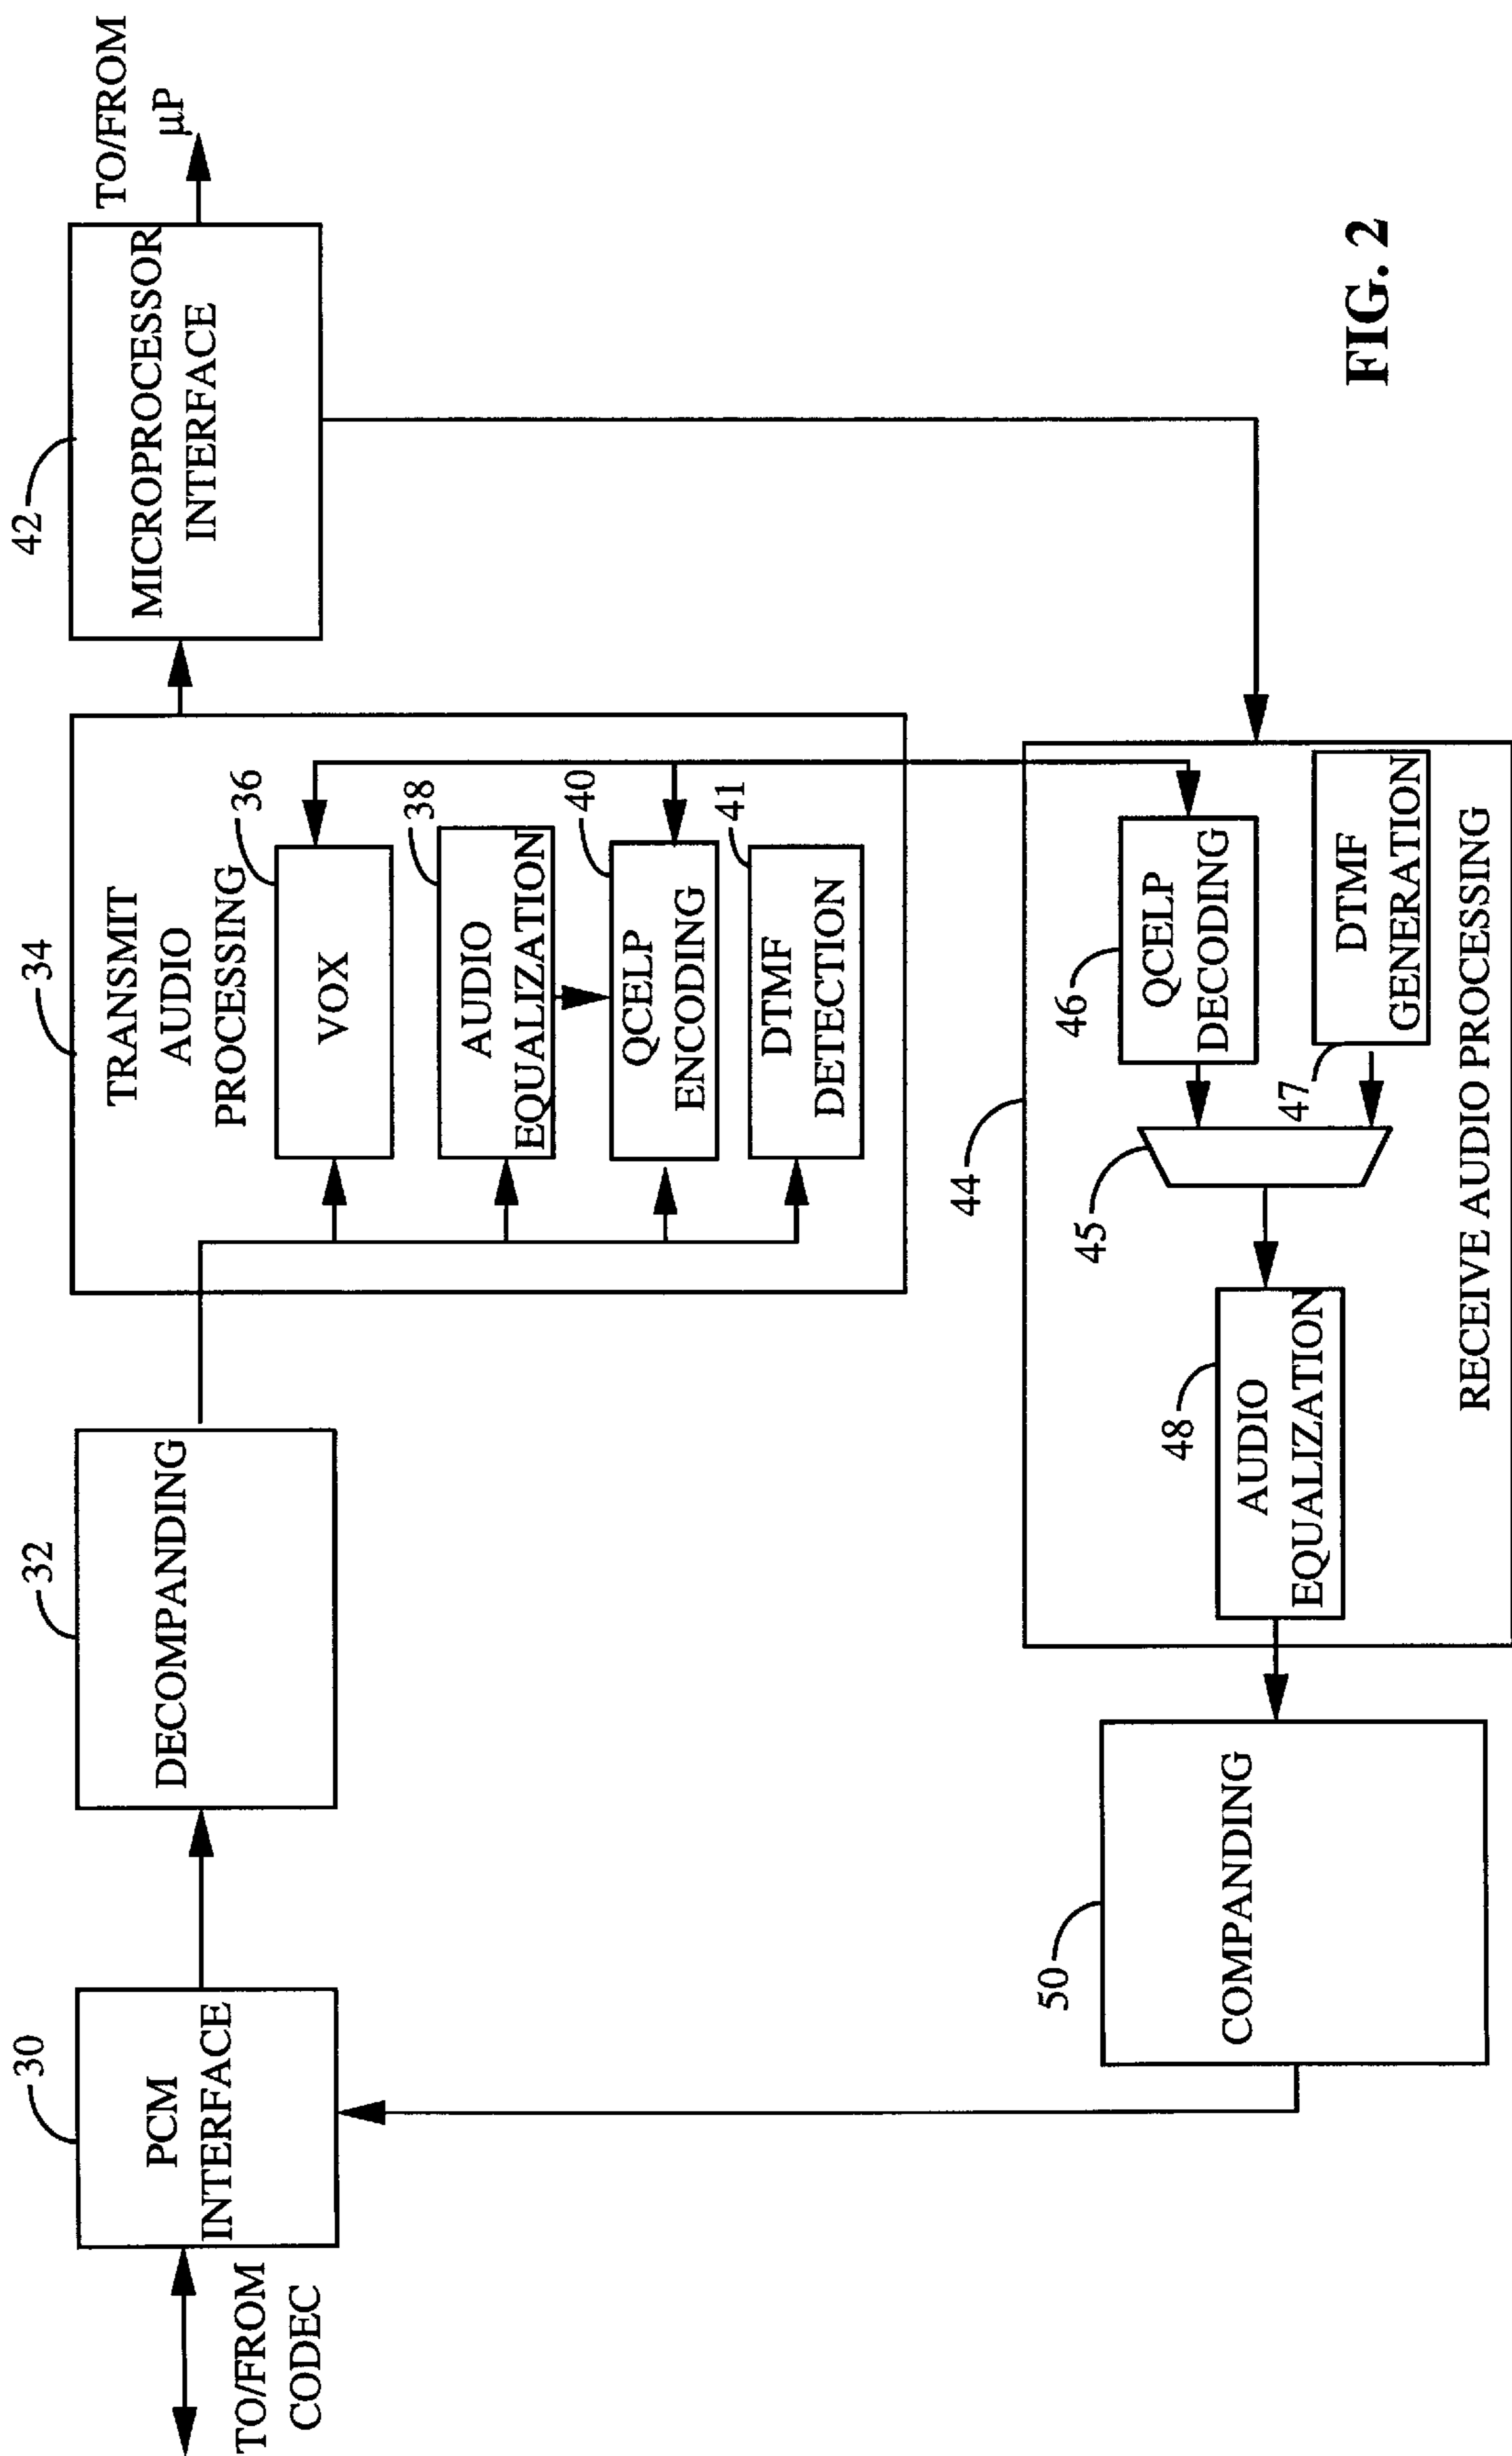 30
PCM
INTERFACE
TO/FROM
CODEC
32
DECOMPANDING
34
TRANSMIT
AUDIO
PROCESSING
36
VOX
38
AUDIO
EQUALIZATION
40
QCELP
ENCODING
41
DTMF
DETECTION
42
MICROPROCESSOR
INTERFACE
TO/FROM
µP
50
COMPANDING
44
48
AUDIO
EQUALIZATION
45
46
QCELP
DECODING
47
DTMF
GENERATION
RECEIVE AUDIO PROCESSING
FIG. 2